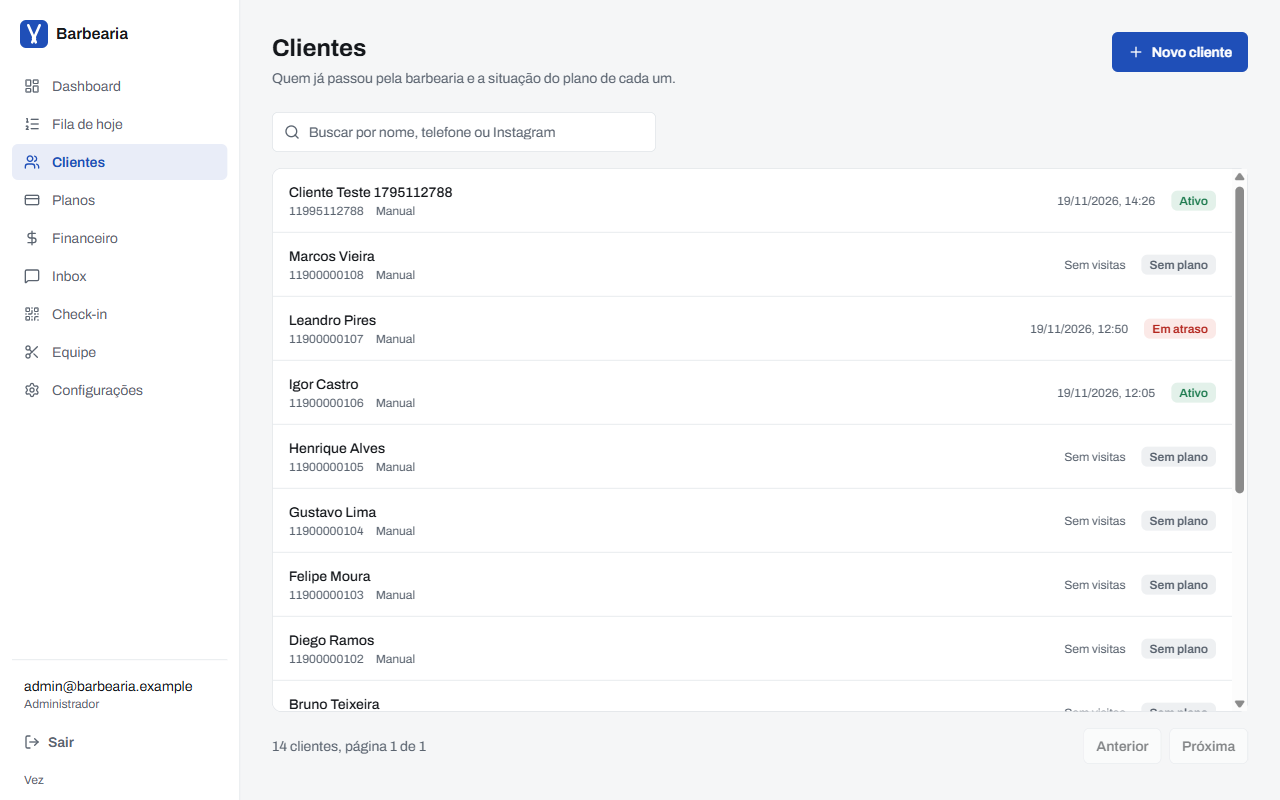 Barbearia
Dashboard
Fila de hoje
Clientes
Planos
Financeiro
Inbox
Check-in
Equipe
Configurações
admin@barbearia.example
Administrador
Sair
Vez
Clientes
Quem já passou pela barbearia e a situação do plano de cada um.
Novo cliente
Buscar por nome, telefone ou Instagram
Cliente Teste 1795112788
11995112788 Manual
19/11/2026, 14:26 Ativo
Marcos Vieira
11900000108 Manual
Sem visitas Sem plano
Leandro Pires
11900000107 Manual
19/11/2026, 12:50 Em atraso
Igor Castro
11900000106 Manual
19/11/2026, 12:05 Ativo
Henrique Alves
11900000105 Manual
Sem visitas Sem plano
Gustavo Lima
11900000104 Manual
Sem visitas Sem plano
Felipe Moura
11900000103 Manual
Sem visitas Sem plano
Diego Ramos
11900000102 Manual
Sem visitas Sem plano
Bruno Teixeira
14 clientes, página 1 de 1
Anterior
Próxima